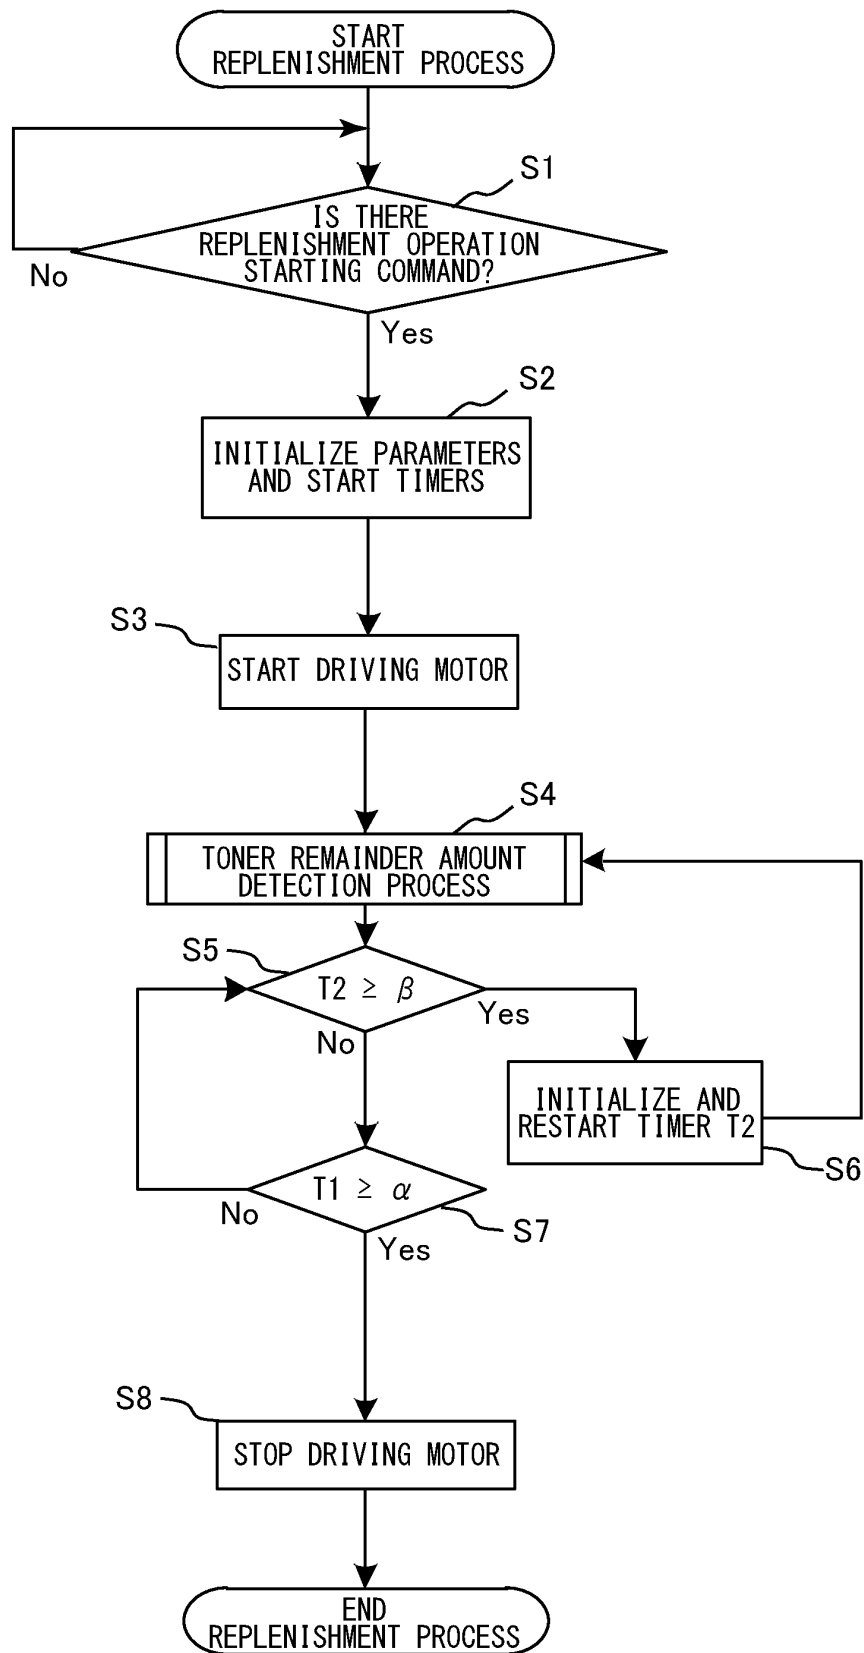 START
REPLENISHMENT PROCESS
S1
IS THERE
REPLENISHMENT OPERATION
STARTING COMMAND?
No
Yes
S2
INITIALIZE PARAMETERS
AND START TIMERS
S3
START DRIVING MOTOR
S4
TONER REMAINDER AMOUNT
DETECTION PROCESS
S5
T2 ≥ β
Yes
No
INITIALIZE AND
RESTART TIMER T2
S6
T1 ≥ α
No
S7
Yes
S8
STOP DRIVING MOTOR
END
REPLENISHMENT PROCESS